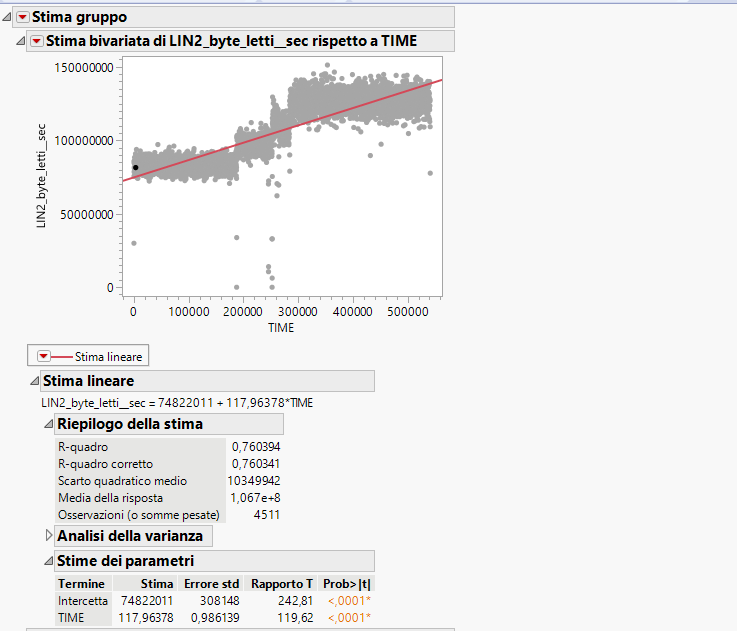 Stima gruppo
Stima bivariata di LIN2_byte_letti__sec rispetto a TIME
150000000
100000000
50000000
0
LIN2_byte_letti__sec
0 100000 200000 300000 400000 500000
TIME
Stima lineare
Stima lineare
LIN2_byte_letti__sec = 74822011 + 117,96378*TIME
Riepilogo della stima
R-quadro 0,760394
R-quadro corretto 0,760341
Scarto quadratico medio 10349942
Media della risposta 1,067e+8
Osservazioni (o somme pesate) 4511
Analisi della varianza
Stime dei parametri
Termine Stima Errore std Rapporto T Prob>|t|
Intercetta 74822011 308148 242,81 <,0001*
TIME 117,96378 0,986139 119,62 <,0001*